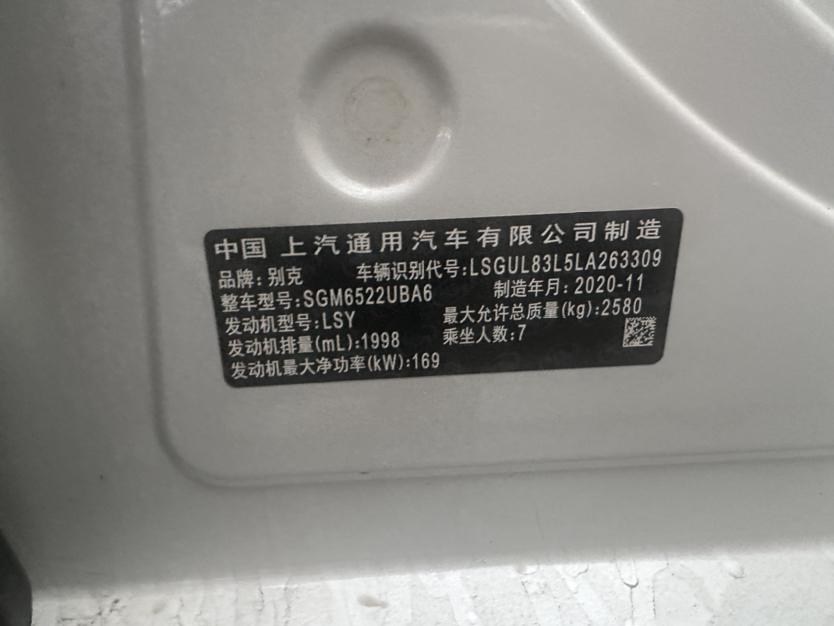 中国 上汽通用汽车有限公司制造
品牌:别克 车辆识别代号:LSGUL83L5LA263309
整车型号:SGM6522UBA6 制造年月:2020-11
发动机型号:LSY 最大允许总质量(kg):2580
发动机排量(mL):1998 乘坐人数:7
发动机最大净功率(kW):169